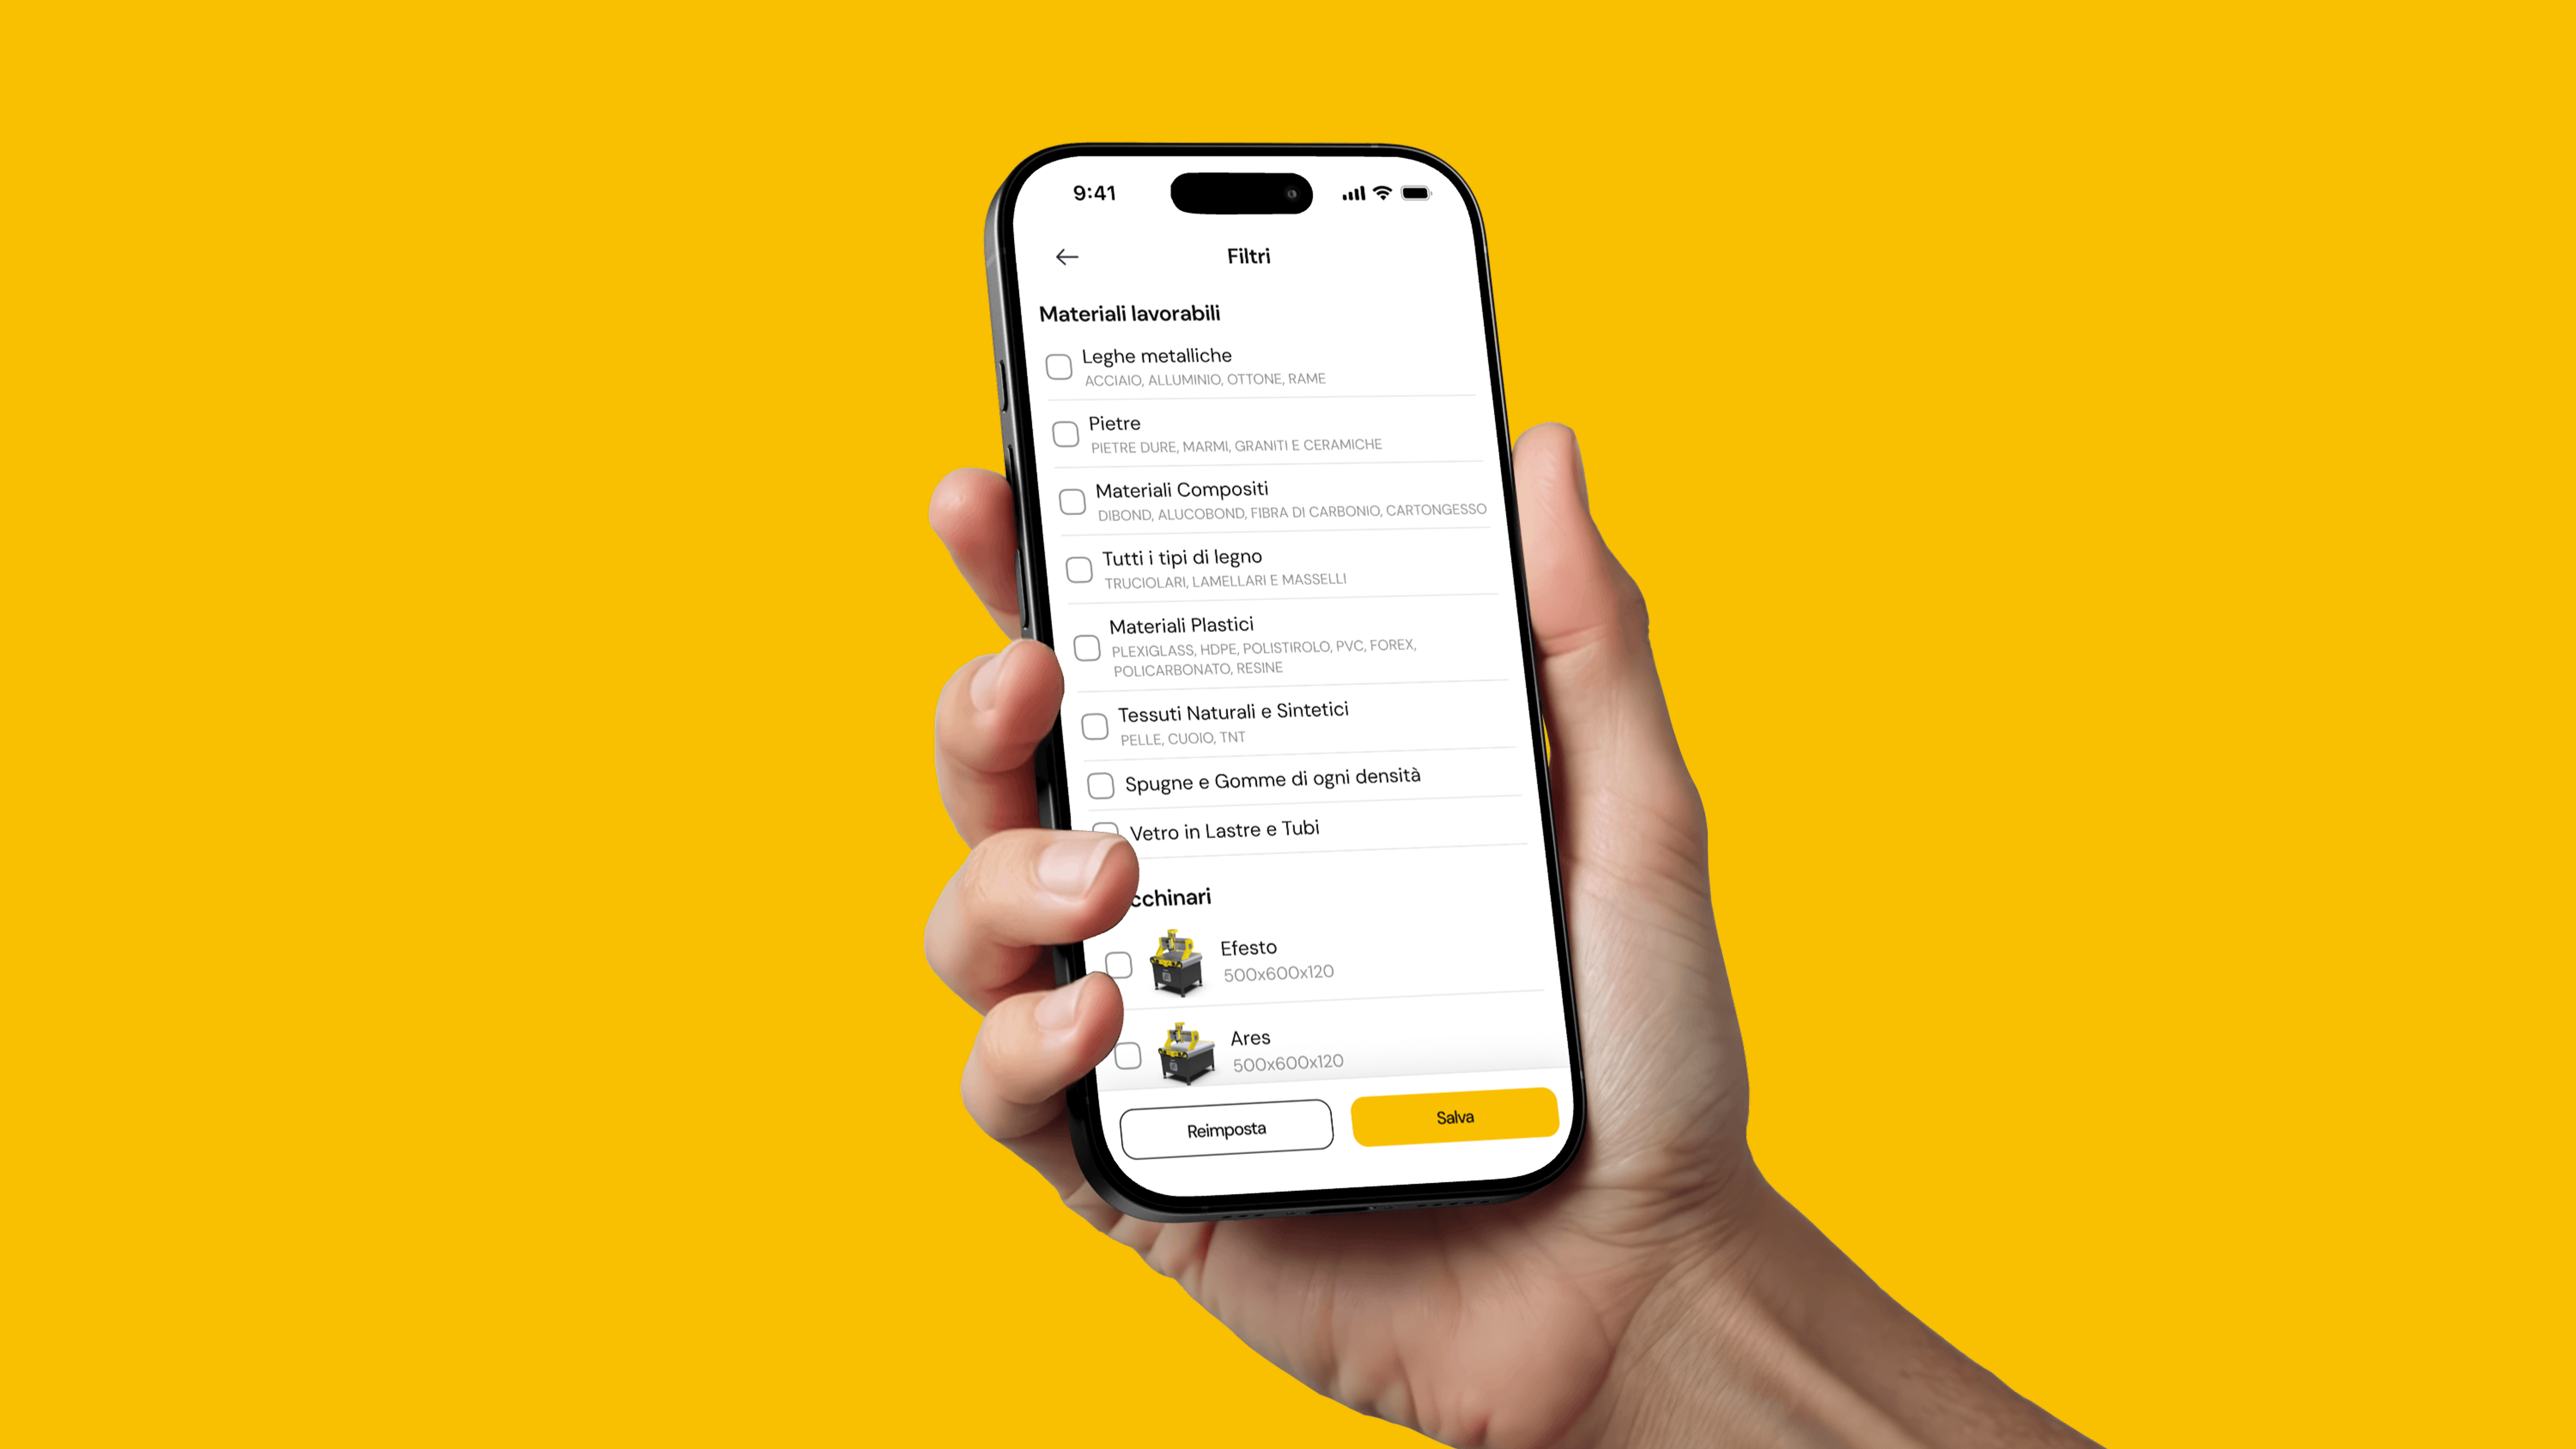 9:41
Filtri
Materiali lavorabili
Leghe metalliche
ACCIAIO, ALLUMINIO, OTTONE, RAME
Pietre
PIETRE DURE, MARMI, GRANITI E CERAMICHE
Materiali Compositi
DIBOND, ALUCOBOND, FIBRA DI CARBONIO, CARTONGESSO
Tutti i tipi di legno
TRUCIOLARI, LAMELLARI E MASSELLI
Materiali Plastici
PLEXIGLASS, HDPE, POLISTIROLO, PVC, FOREX,
POLICARBONATO, RESINE
Tessuti Naturali e Sintetici
PELLE, CUOIO, TNT
Spugne e Gomme di ogni densità
Vetro in Lastre e Tubi
cchinari
Efesto
500x600x120
Ares
500x600x120
Reimposta
Salva